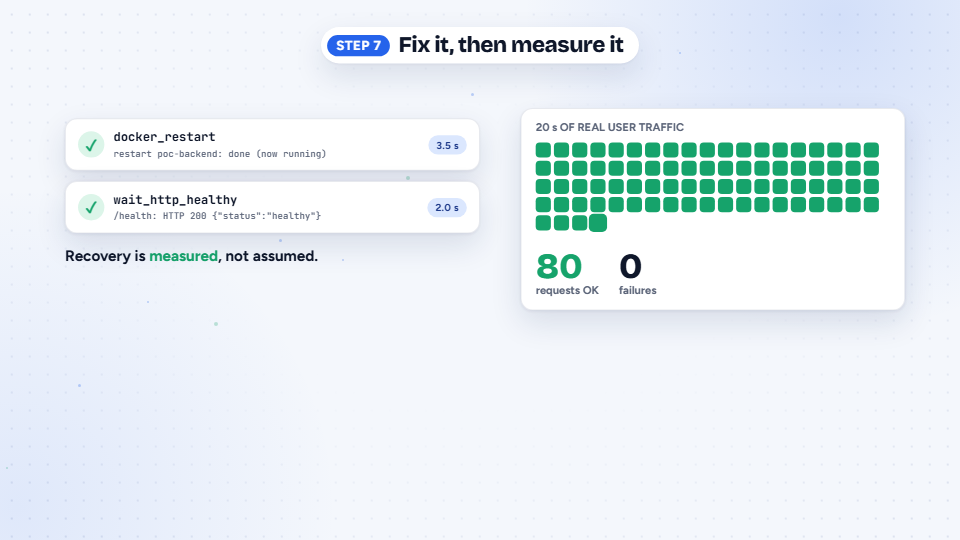 STEP 7 Fix it, then measure it
docker_restart
restart poc-backend: done (now running)
3.5 s
wait_http_healthy
/health: HTTP 200 {"status":"healthy"}
2.0 s
Recovery is measured, not assumed.
20 s OF REAL USER TRAFFIC
80
requests OK
0
failures